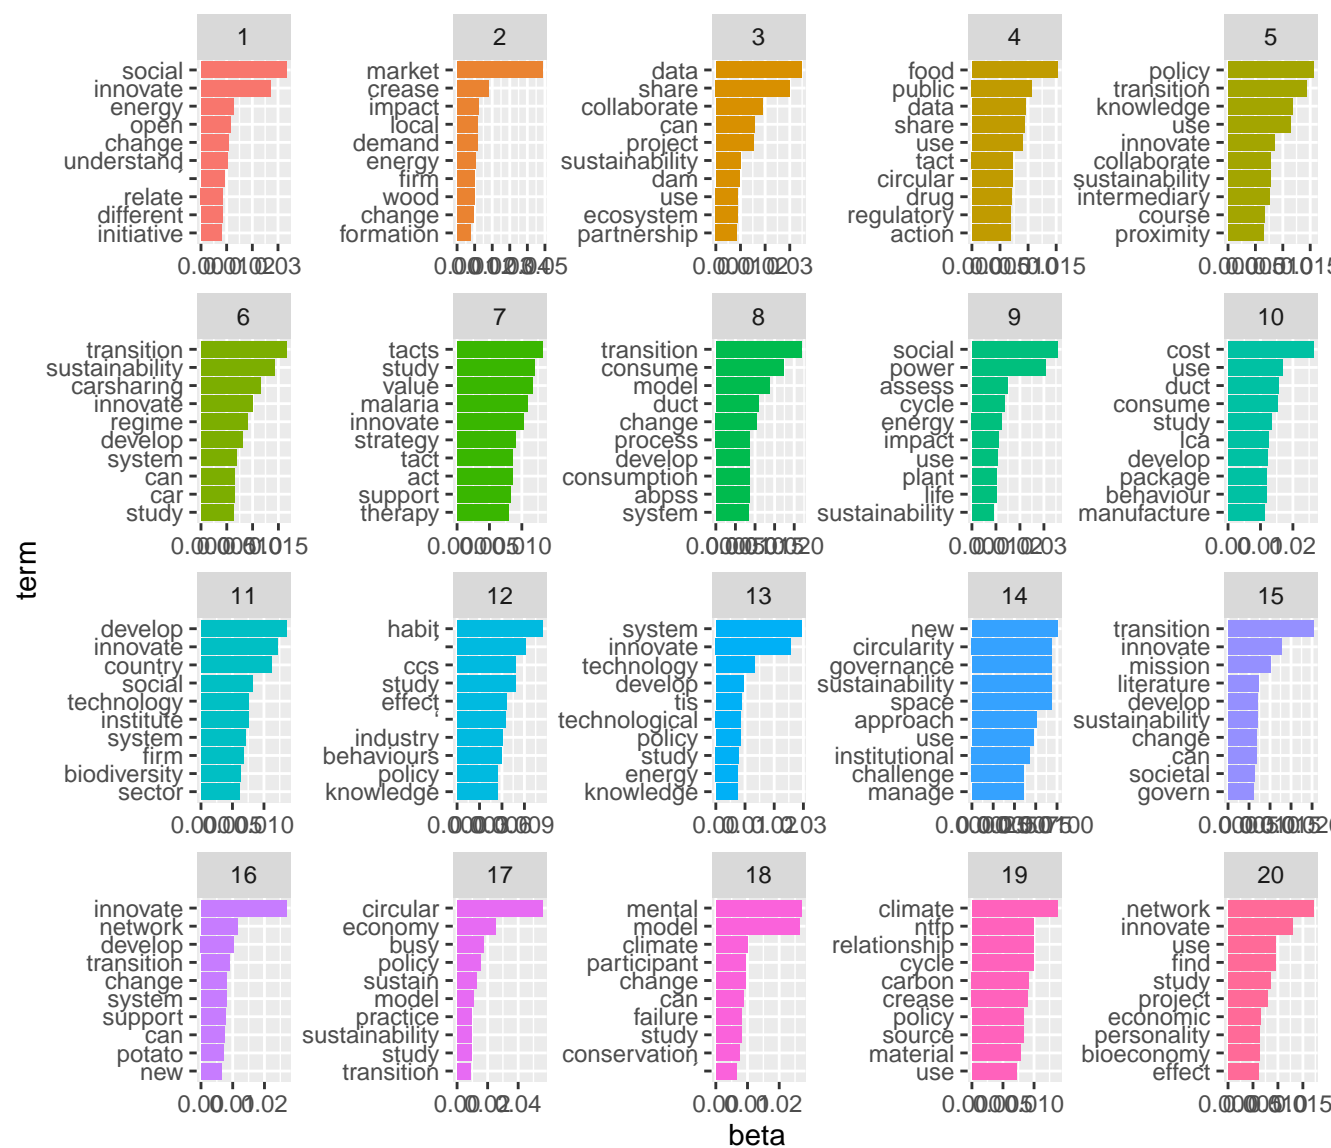 1 2 3 4 5
social market data food policy
innovate crease share public transition
energy impact collaborate data knowledge
open local can share use
change demand project use innovate
understand energy sustainability tact collaborate
’ firm dam circular sustainability
relate wood use drug intermediary
different change ecosystem regulatory course
initiative formation partnership action proximity
6 7 8 9 10
transition tacts transition social cost
sustainability study consume power use
carsharing value model assess duct
innovate malaria duct cycle consume
regime innovate change energy study
develop strategy process impact lca
system tact develop use develop
can act consumption plant package
car support abpss life behaviour
study therapy system sustainability manufacture
term
11 12 13 14 15
develop habit system new transition
innovate ’ innovate circularity innovate
country ccs technology governance mission
social study develop sustainability literature
technology effect tis space develop
institute ‘ technological approach sustainability
system industry policy use change
firm behaviours study institutional can
biodiversity policy energy challenge societal
sector knowledge knowledge manage govern
16 17 18 19 20
innovate circular mental climate network
network economy model ntfp innovate
develop busy climate relationship use
transition policy participant cycle find
change sustain change carbon study
system model can crease project
support practice failure policy economic
can sustainability study source personality
potato study conservation material bioeconomy
new transition ’ use effect
beta